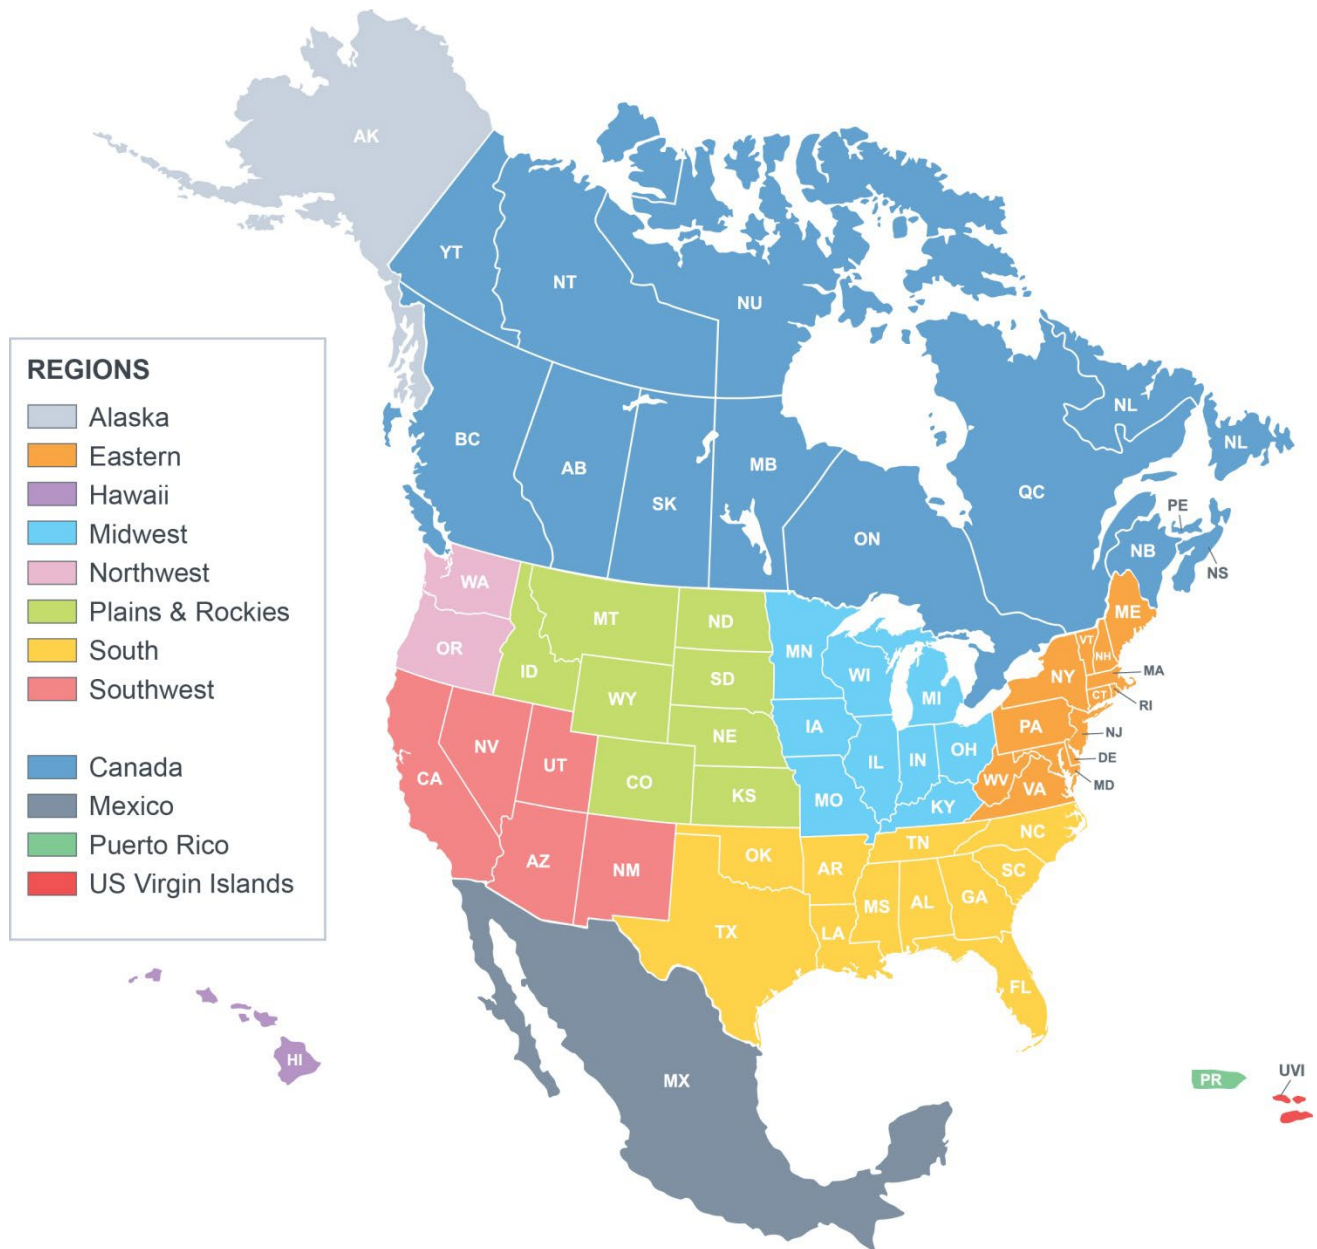 AK
YT
NT
NU
REGIONS
Alaska
Eastern
Hawaii
Midwest
Northwest
Plains & Rockies
South
Southwest
Canada
Mexico
Puerto Rico
US Virgin Islands
BC
AB
SK
MB
ON
QC
NL
NL
PE
NB
NS
WA
OR
MT
ID
ND
SD
WY
NE
CO
KS
MN
WI
MI
IA
IL
IN
OH
MO
KY
ME
VT
NH
NY
MA
CT
RI
PA
NJ
DE
MD
WV
VA
CA
NV
UT
AZ
NM
OK
TX
AR
LA
TN
NC
SC
MS
AL
GA
FL
HI
MX
PR
UVI